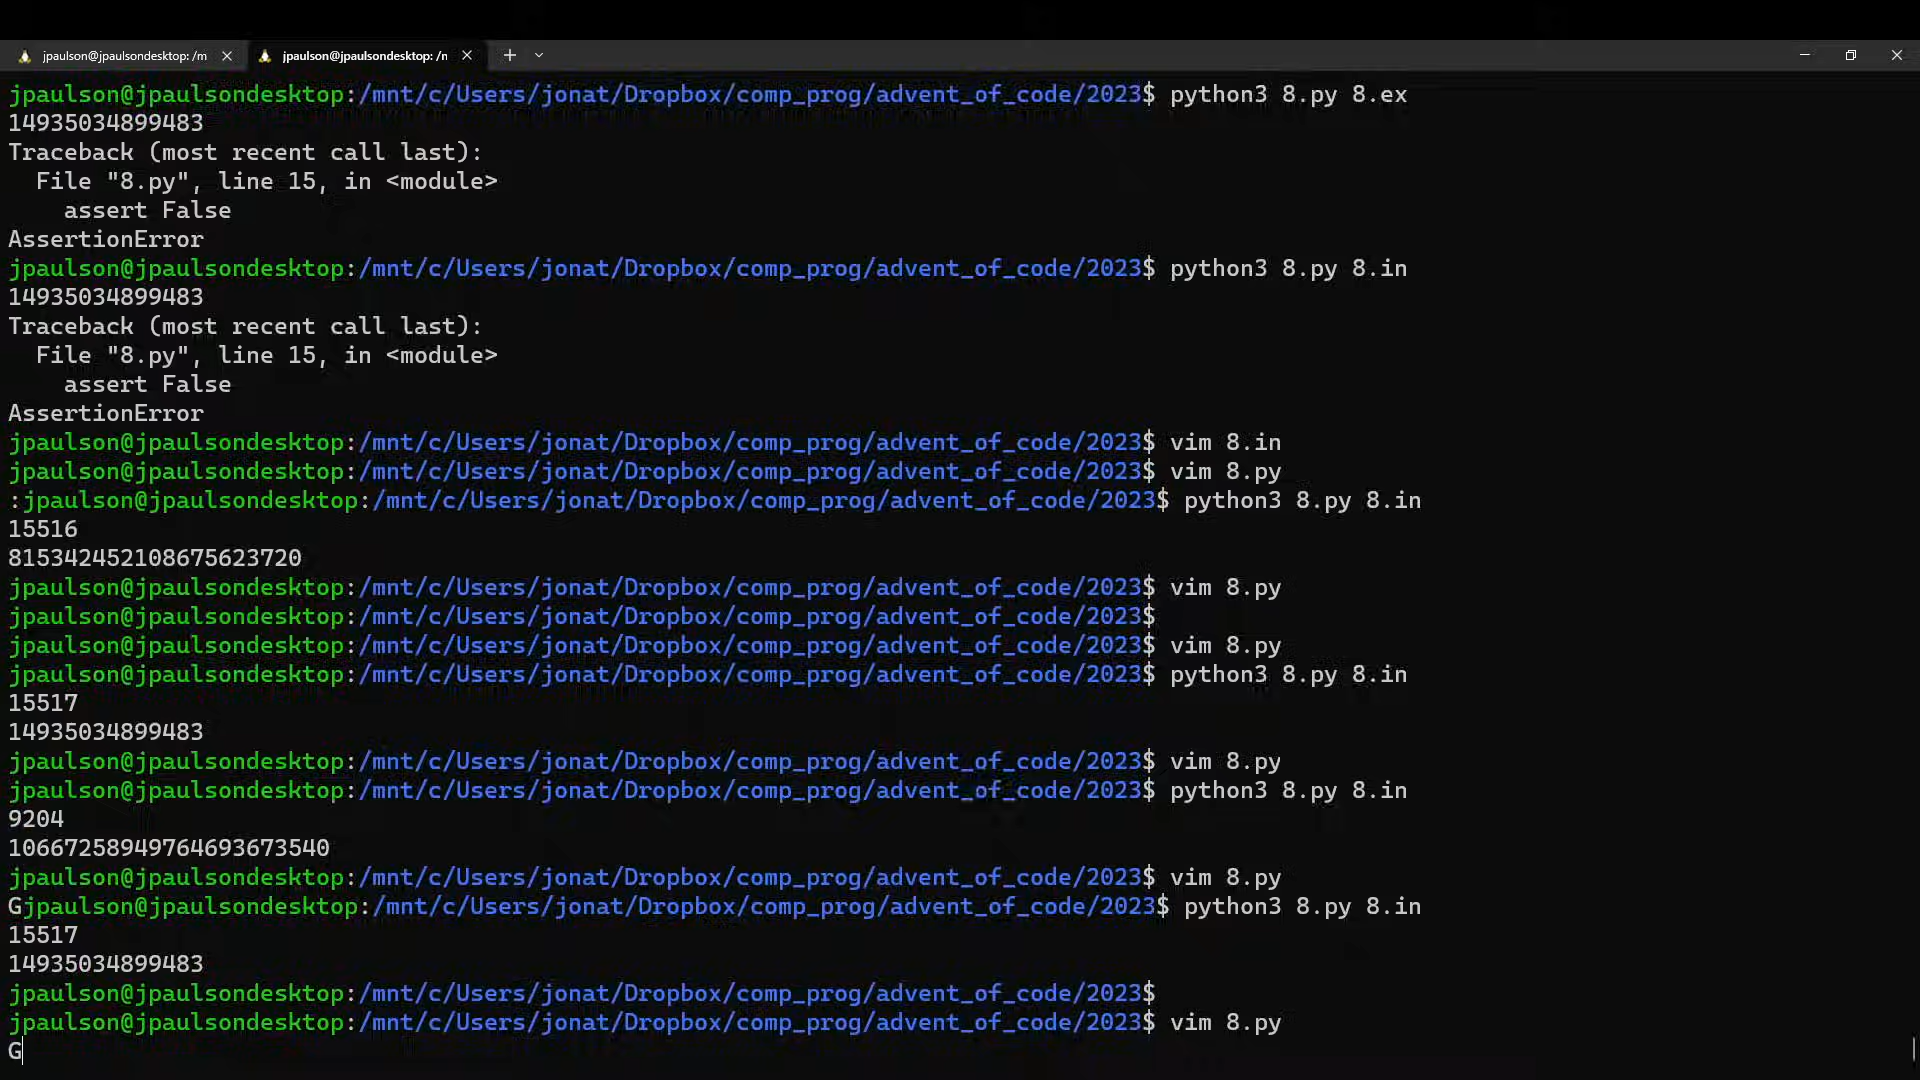 jpaulson@jpaulsondesktop: /m
jpaulson@jpaulsondesktop: /n
jpaulson@jpaulsondesktop:/mnt/c/Users/jonat/Dropbox/comp_prog/advent_of_code/2023$ python3 8.py 8.ex
14935034899483
Traceback (most recent call last):
  File "8.py", line 15, in <module>
    assert False
AssertionError
jpaulson@jpaulsondesktop:/mnt/c/Users/jonat/Dropbox/comp_prog/advent_of_code/2023$ python3 8.py 8.in
14935034899483
Traceback (most recent call last):
  File "8.py", line 15, in <module>
    assert False
AssertionError
jpaulson@jpaulsondesktop:/mnt/c/Users/jonat/Dropbox/comp_prog/advent_of_code/2023$ vim 8.in
jpaulson@jpaulsondesktop:/mnt/c/Users/jonat/Dropbox/comp_prog/advent_of_code/2023$ vim 8.py
:jpaulson@jpaulsondesktop:/mnt/c/Users/jonat/Dropbox/comp_prog/advent_of_code/2023$ python3 8.py 8.in
15516
815342452108675623720
jpaulson@jpaulsondesktop:/mnt/c/Users/jonat/Dropbox/comp_prog/advent_of_code/2023$ vim 8.py
jpaulson@jpaulsondesktop:/mnt/c/Users/jonat/Dropbox/comp_prog/advent_of_code/2023$
jpaulson@jpaulsondesktop:/mnt/c/Users/jonat/Dropbox/comp_prog/advent_of_code/2023$ vim 8.py
jpaulson@jpaulsondesktop:/mnt/c/Users/jonat/Dropbox/comp_prog/advent_of_code/2023$ python3 8.py 8.in
15517
14935034899483
jpaulson@jpaulsondesktop:/mnt/c/Users/jonat/Dropbox/comp_prog/advent_of_code/2023$ vim 8.py
jpaulson@jpaulsondesktop:/mnt/c/Users/jonat/Dropbox/comp_prog/advent_of_code/2023$ python3 8.py 8.in
9204
10667258949764693673540
jpaulson@jpaulsondesktop:/mnt/c/Users/jonat/Dropbox/comp_prog/advent_of_code/2023$ vim 8.py
Gjpaulson@jpaulsondesktop:/mnt/c/Users/jonat/Dropbox/comp_prog/advent_of_code/2023$ python3 8.py 8.in
15517
14935034899483
jpaulson@jpaulsondesktop:/mnt/c/Users/jonat/Dropbox/comp_prog/advent_of_code/2023$
jpaulson@jpaulsondesktop:/mnt/c/Users/jonat/Dropbox/comp_prog/advent_of_code/2023$ vim 8.py
G